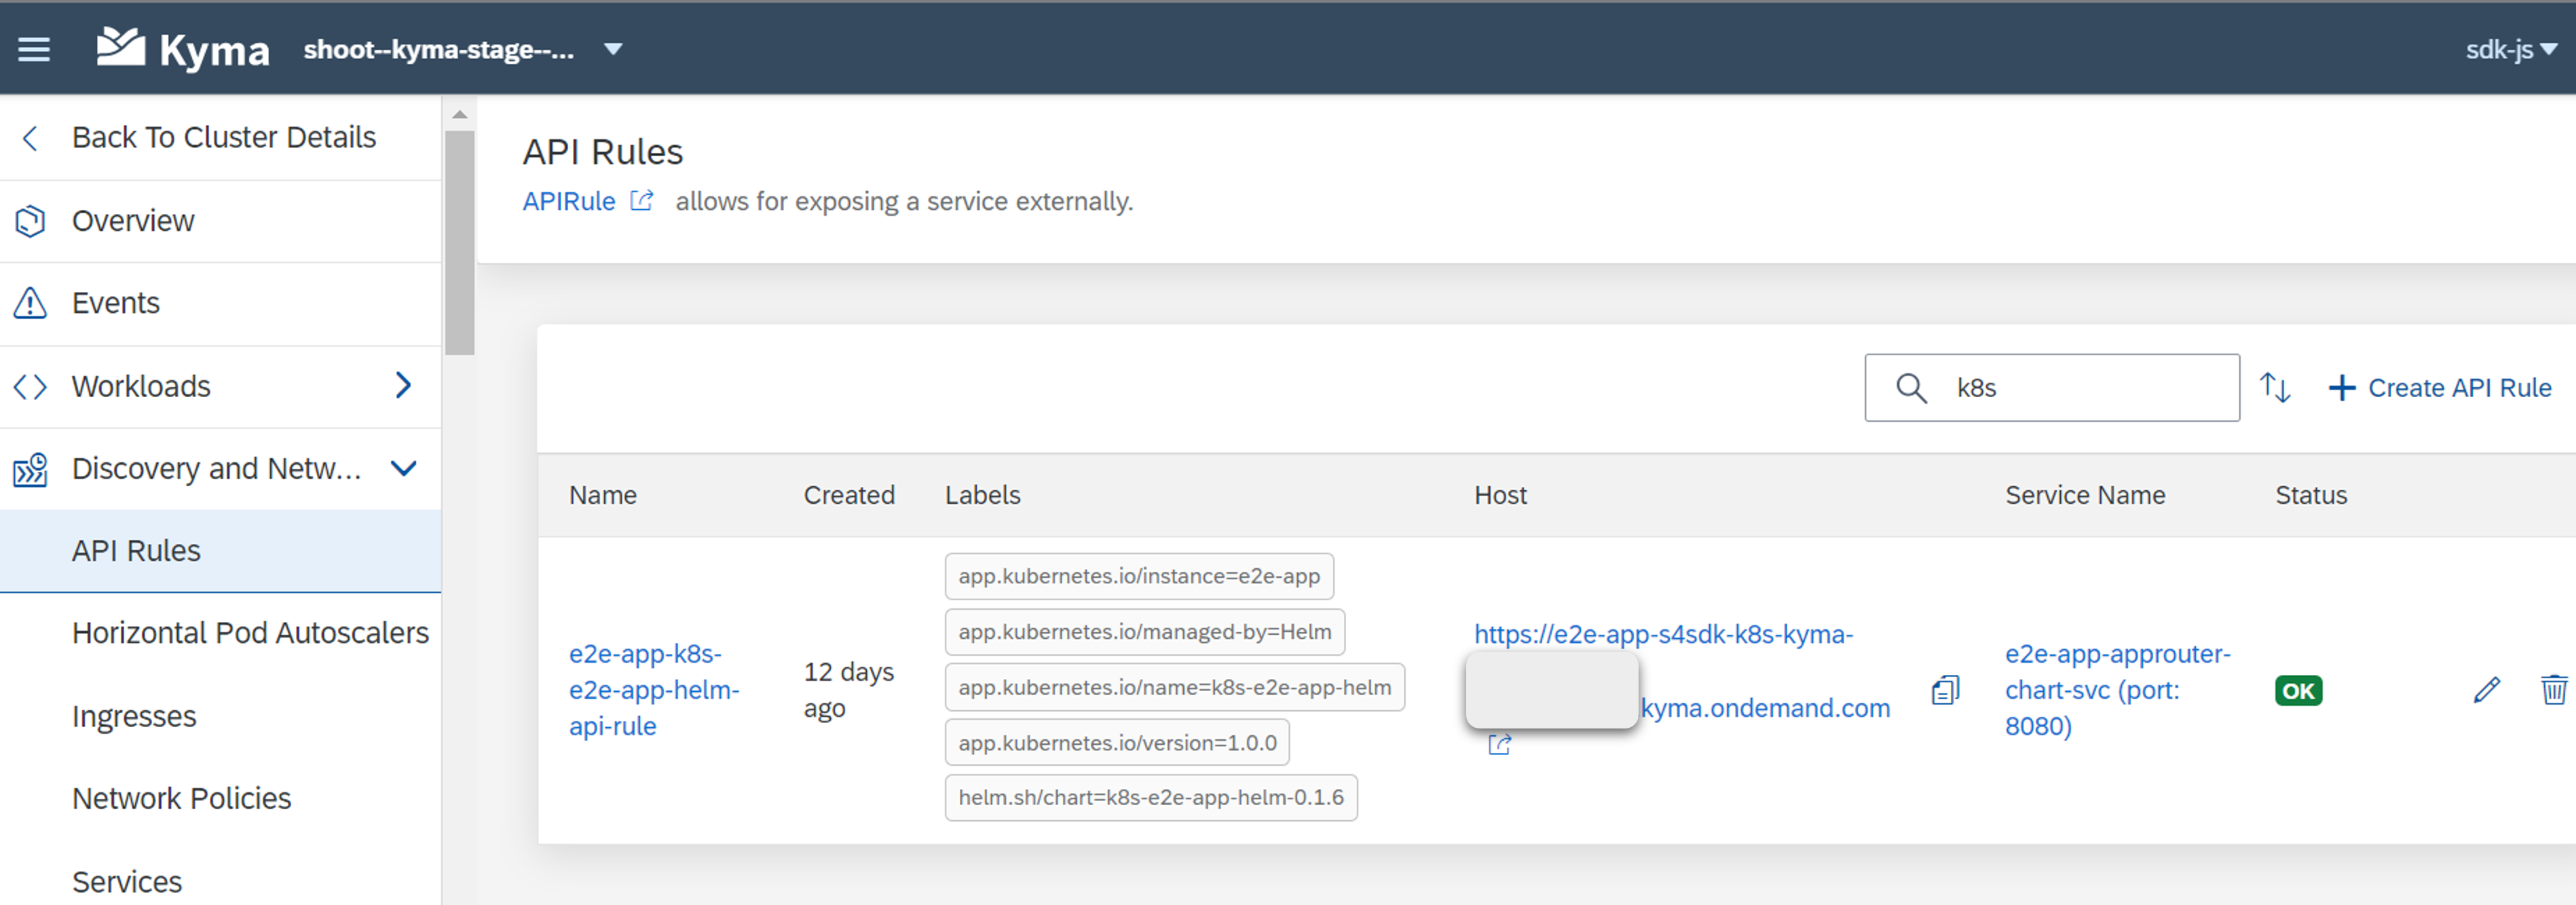 Kyma
shoot--kyma-stage--...
sdk-js
Back To Cluster Details
Overview
Events
Workloads
Discovery and Netw...
API Rules
Horizontal Pod Autoscalers
Ingresses
Network Policies
Services
API Rules
APIRule allows for exposing a service externally.
k8s
Create API Rule
Name Created Labels Host Service Name Status
e2e-app-k8s-
e2e-app-helm-
api-rule
12 days
ago
app.kubernetes.io/instance=e2e-app
app.kubernetes.io/managed-by=Helm
app.kubernetes.io/name=k8s-e2e-app-helm
app.kubernetes.io/version=1.0.0
helm.sh/chart=k8s-e2e-app-helm-0.1.6
https://e2e-app-s4sdk-k8s-kyma-
kyma.ondemand.com
e2e-app-approuter-
chart-svc (port:
8080)
OK